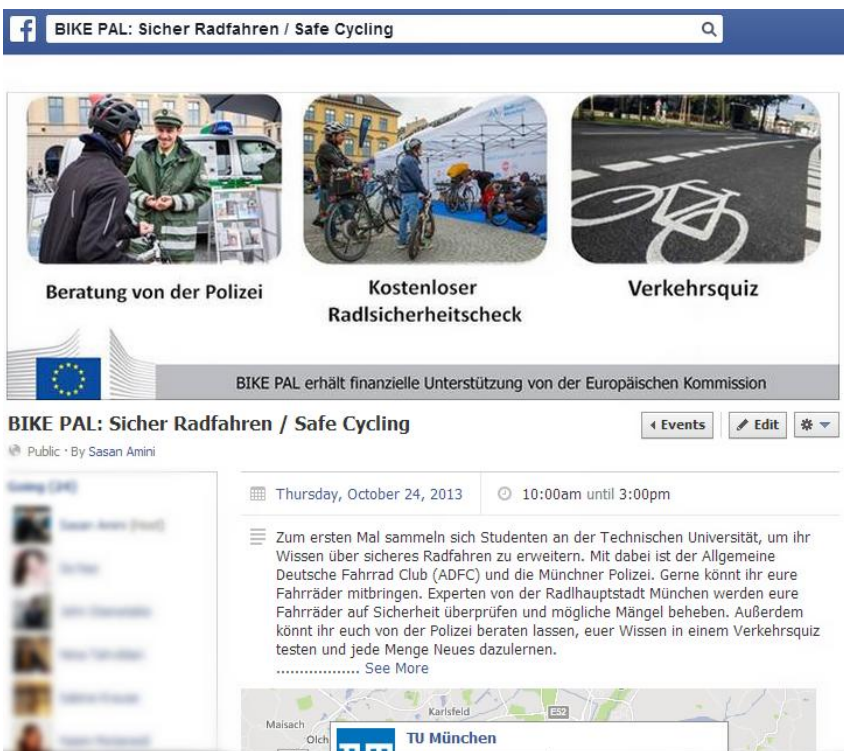 BIKE PAL: Sicher Radfahren / Safe Cycling
Beratung von der Polizei
Kostenloser
Radlsicherheitscheck
Verkehrsquiz
BIKE PAL erhält finanzielle Unterstützung von der Europäischen Kommission
BIKE PAL: Sicher Radfahren / Safe Cycling
Events
Edit
Public · By Sasan Amini
Going (24)
Thursday, October 24, 2013
10:00am until 3:00pm
Zum ersten Mal sammeln sich Studenten an der Technischen Universität, um ihr
Wissen über sicheres Radfahren zu erweitern. Mit dabei ist der Allgemeine
Deutsche Fahrrad Club (ADFC) und die Münchner Polizei. Gerne könnt ihr eure
Fahrräder mitbringen. Experten von der Radlhauptstadt München werden eure
Fahrräder auf Sicherheit überprüfen und mögliche Mängel beheben. Außerdem
könnt ihr euch von der Polizei beraten lassen, euer Wissen in einem Verkehrsquiz
testen und jede Menge Neues dazulernen.
.................. See More
Karlsfeld
E52
Maisach
Olch
TU München